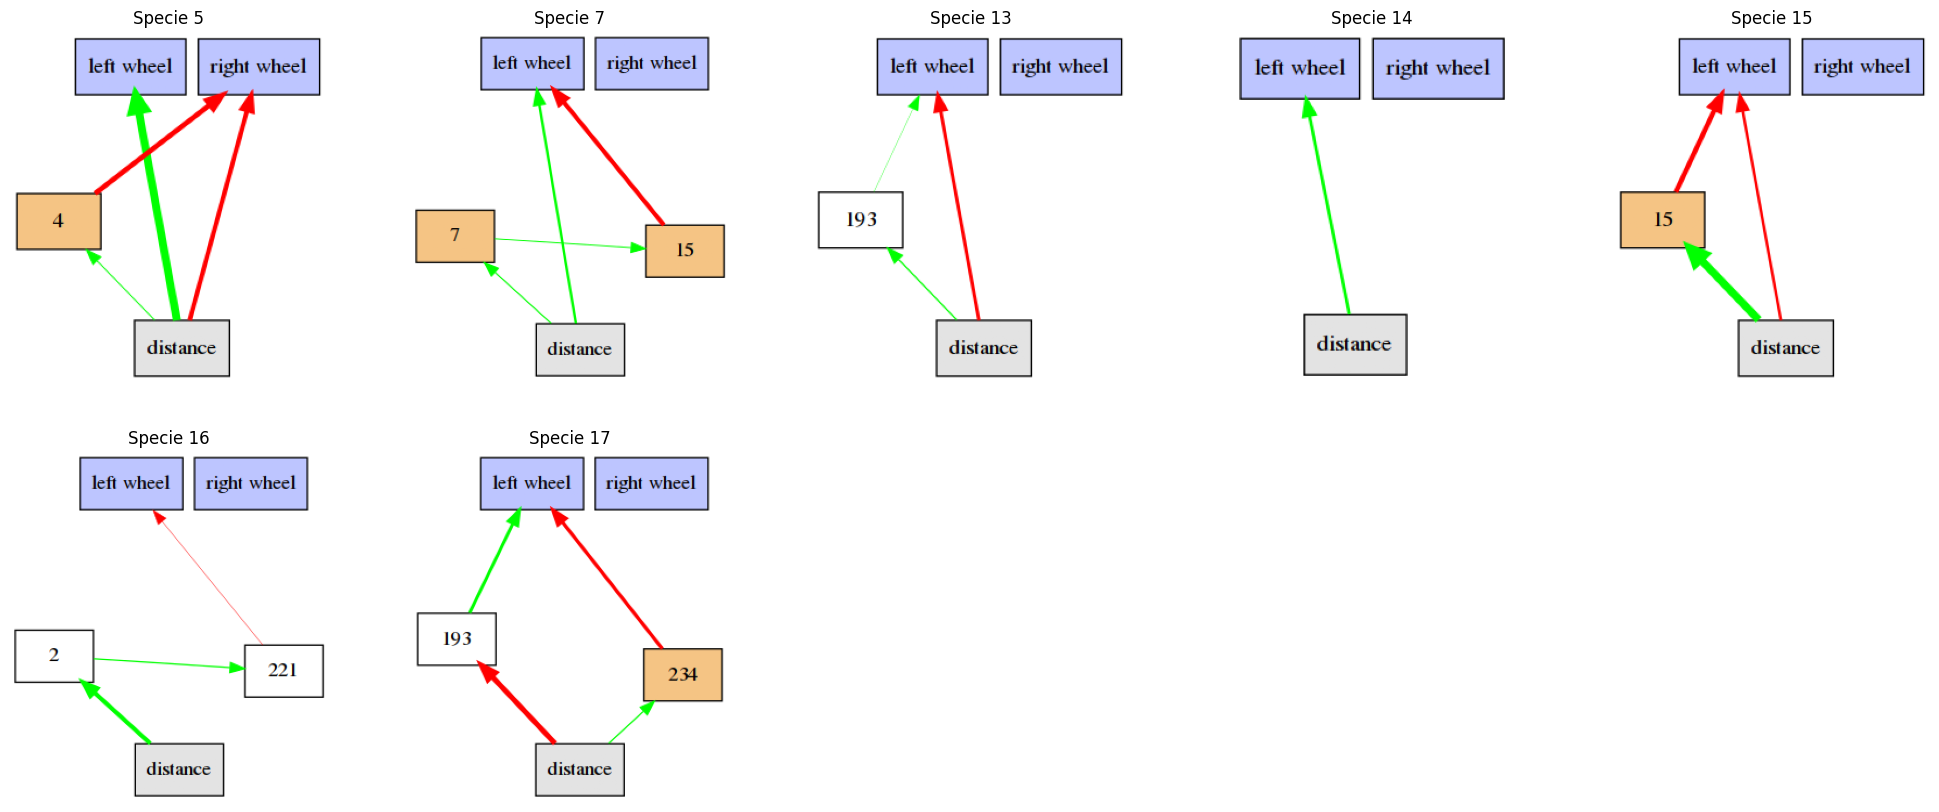 Specie 5
left wheel
right wheel
4
distance
Specie 7
left wheel
right wheel
7
15
distance
Specie 13
left wheel
right wheel
193
distance
Specie 14
left wheel
right wheel
distance
Specie 15
left wheel
right wheel
15
distance
Specie 16
left wheel
right wheel
2
221
distance
Specie 17
left wheel
right wheel
193
234
distance